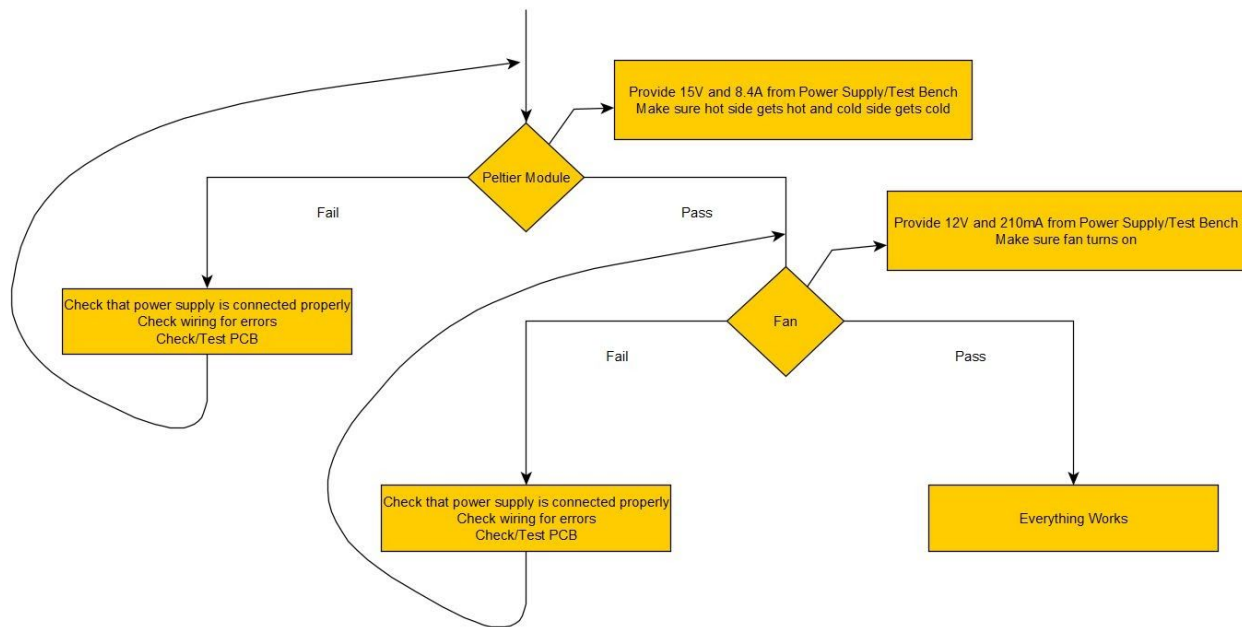 Provide 15V and 8.4A from Power Supply/Test Bench
Make sure hot side gets hot and cold side gets cold
Peltier Module
Fail
Pass
Provide 12V and 210mA from Power Supply/Test Bench
Make sure fan turns on
Check that power supply is connected properly
Check wiring for errors
Check/Test PCB
Fan
Fail
Pass
Check that power supply is connected properly
Check wiring for errors
Check/Test PCB
Everything Works